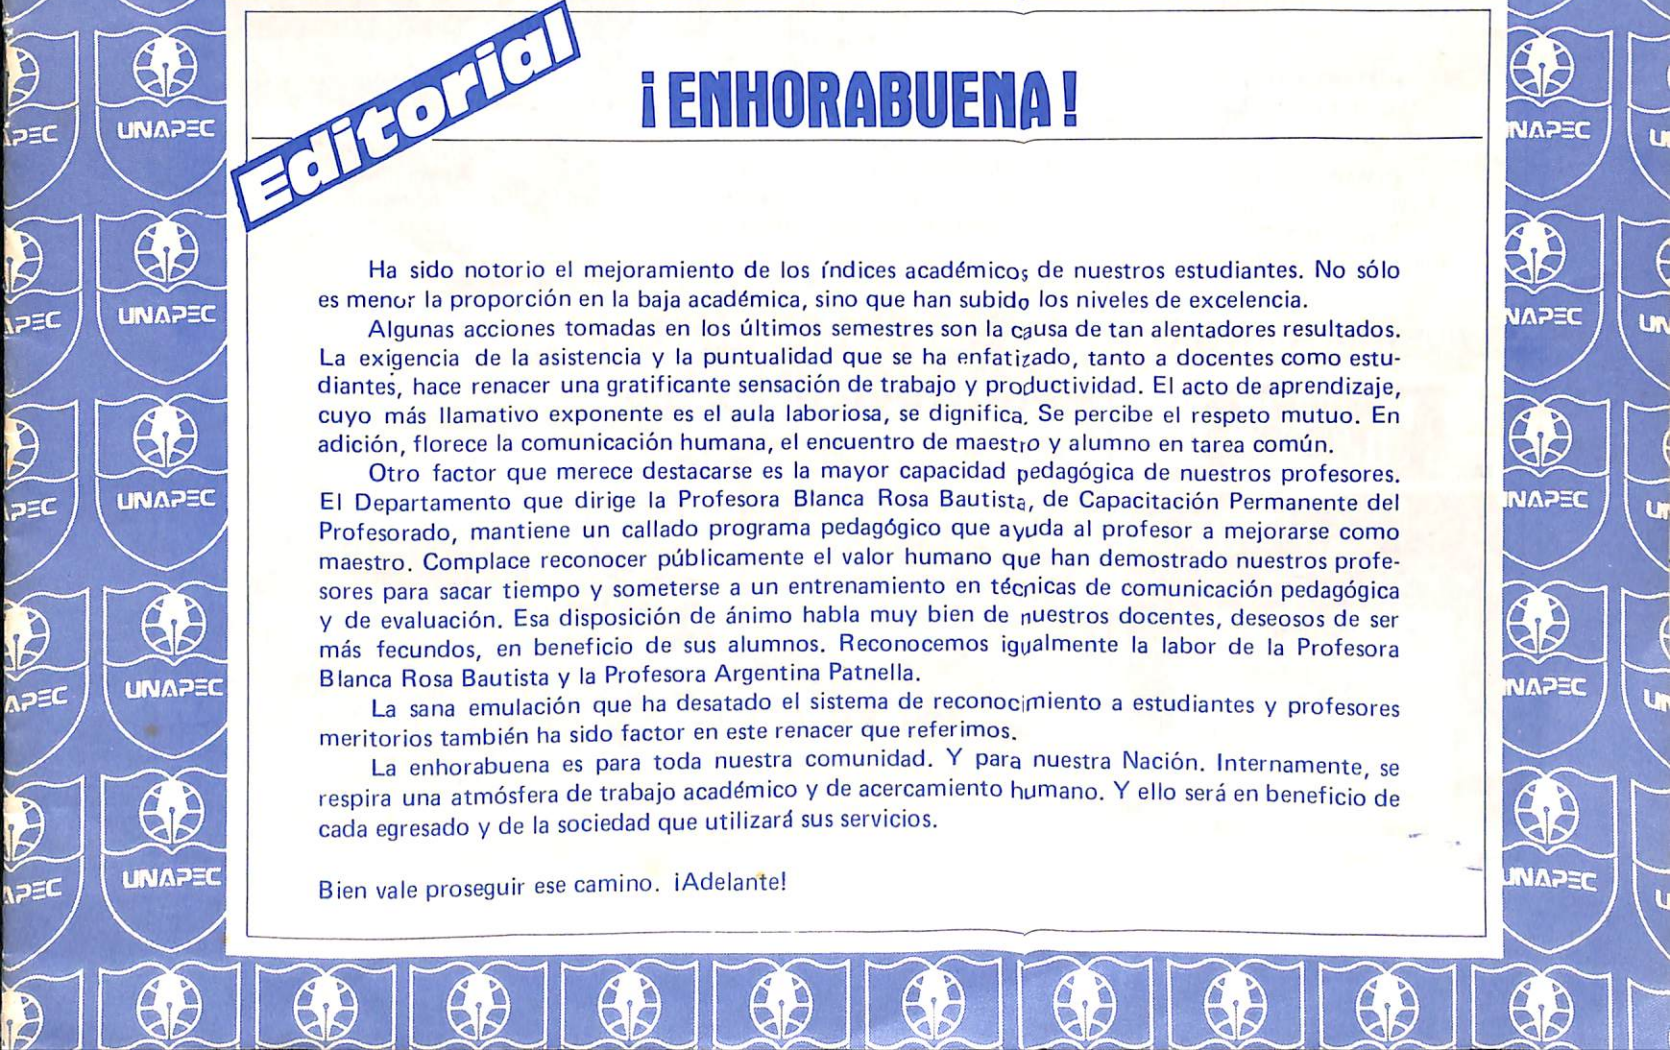 Editorial
¡ENHORABUENA!
Ha sido notorio el mejoramiento de los índices académicos de nuestros estudiantes. No sólo
es menor la proporción en la baja académica, sino que han subido los niveles de excelencia.
Algunas acciones tomadas en los últimos semestres son la causa de tan alentadores resultados.
La exigencia de la asistencia y la puntualidad que se ha enfatizado, tanto a docentes como estu-
diantes, hace renacer una gratificante sensación de trabajo y productividad. El acto de aprendizaje,
cuyo más llamativo exponente es el aula laboriosa, se dignifica. Se percibe el respeto mutuo. En
adición, florece la comunicación humana, el encuentro de maestro y alumno en tarea común.
Otro factor que merece destacarse es la mayor capacidad pedagógica de nuestros profesores.
El Departamento que dirige la Profesora Blanca Rosa Bautista, de Capacitación Permanente del
Profesorado, mantiene un callado programa pedagógico que ayuda al profesor a mejorarse como
maestro. Complace reconocer públicamente el valor humano que han demostrado nuestros profe-
sores para sacar tiempo y someterse a un entrenamiento en técnicas de comunicación pedagógica
y de evaluación. Esa disposición de ánimo habla muy bien de nuestros docentes, deseosos de ser
más fecundos, en beneficio de sus alumnos. Reconocemos igualmente la labor de la Profesora
Blanca Rosa Bautista y la Profesora Argentina Patnella.
La sana emulación que ha desatado el sistema de reconocimiento a estudiantes y profesores
meritorios también ha sido factor en este renacer que referimos.
La enhorabuena es para toda nuestra comunidad. Y para nuestra Nación. Internamente, se
respira una atmósfera de trabajo académico y de acercamiento humano. Y ello será en beneficio de
cada egresado y de la sociedad que utilizará sus servicios.
Bien vale proseguir ese camino. ¡Adelante!
UNAPEC
UNAPEC
UNAPEC
UNAPEC
UNAPEC